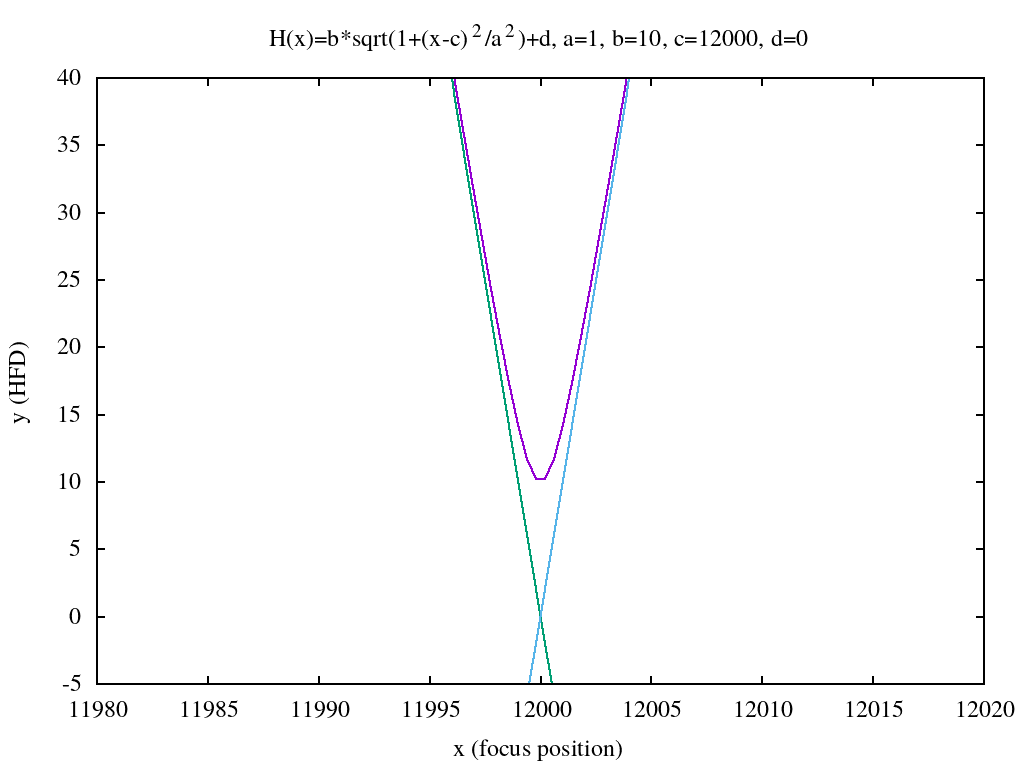 H(x)=b*sqrt(1+(x-c)²/a²)+d, a=1, b=10, c=12000, d=0
40
35
30
25
20
15
10
5
0
-5
y (HFD)
11980 11985 11990 11995 12000 12005 12010 12015 12020
x (focus position)